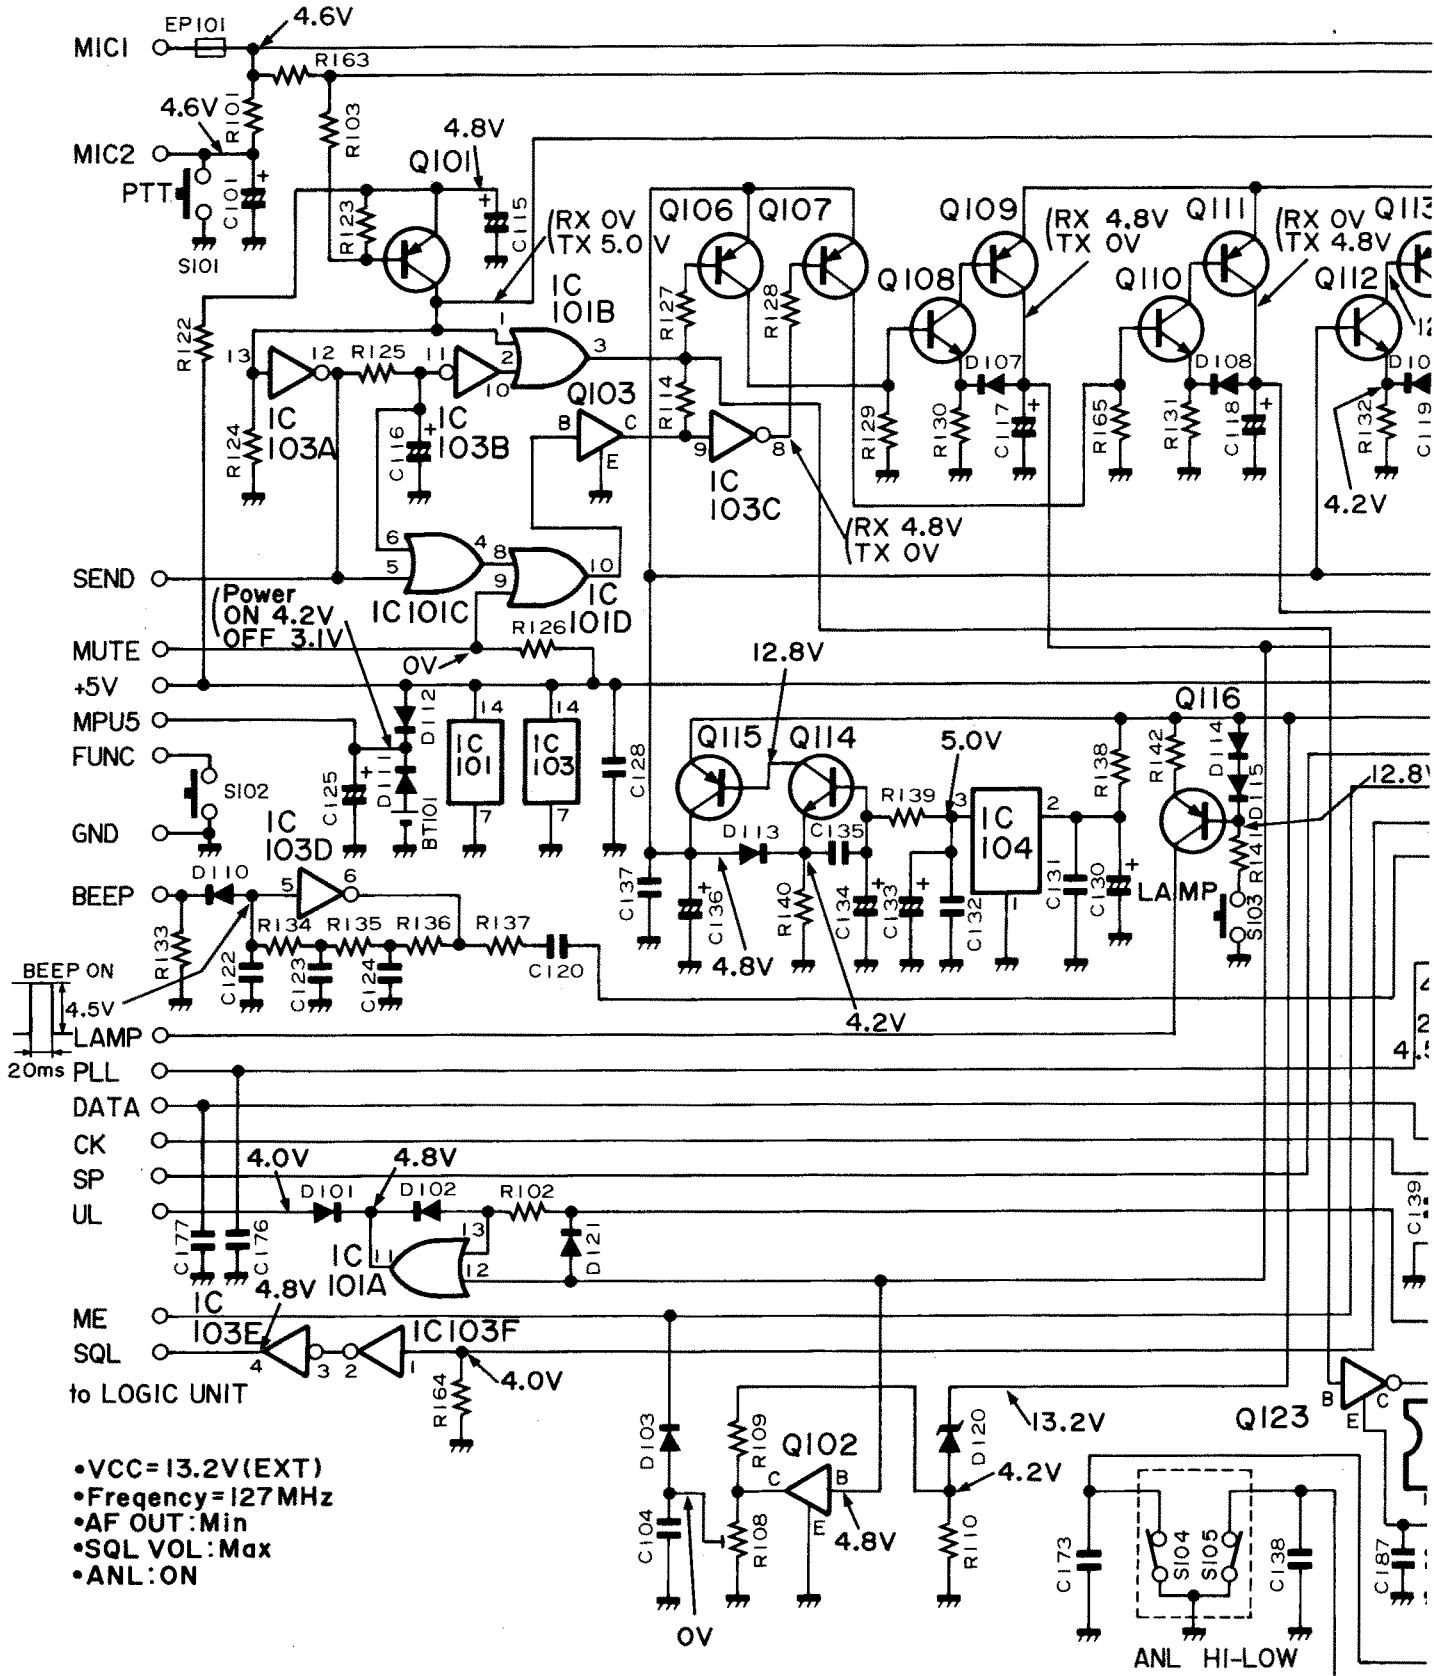 EP101
4.6V
MIC1
R163
4.6V
R101
R103
4.8V
MIC2
Q101
PTT
C101
R123
C115
S101
(RX 0V
(TX 5.0 V
Q106
Q107
Q109
(RX 4.8V
(TX 0V
Q111
(RX 0V
(TX 4.8V
Q113
IC
101B
Q108
Q110
Q112
R122
R127
R128
1
13
12
R125
11
2
10
3
D107
D108
D10
12
IC
103A
R124
C116
IC
103B
Q103
B
C
E
R114
9
8
IC
103C
R129
R130
C117
R165
R131
C118
4.2V
R132
C119
(RX 4.8V
(TX 0V
6
5
4
8
9
10
SEND
IC101C
IC
101D
(Power
ON 4.2V
OFF 3.1V
MUTE
0V
R126
12.8V
+5V
MPU5
D112
14
14
IC
101
IC
103
7
7
C128
Q115
Q114
5.0V
Q116
R138
R142
D114
D115
12.8V
FUNC
S102
C125
D111
BT101
GND
IC
103D
R139
3
IC
104
2
1
D113
C135
R141
LAMP
S103
BEEP
D110
5
6
C137
C136
R140
C134
C133
C132
C131
C130
R133
R134
R135
R136
R137
C122
C123
C124
C120
4.8V
4.2V
BEEP ON
4.5V
20ms
LAMP
4
2
4.5
PLL
DATA
CK
SP
4.0V
4.8V
UL
D101
D102
R102
C139
C177
C176
IC
101A
11
13
12
D121
4.8V
ME
IC
103E
IC103F
SQL
4
3
2
1
4.0V
R164
to LOGIC UNIT
D103
R109
Q102
C
B
E
D120
13.2V
B
C
E
Q123
•VCC=13.2V(EXT)
•Freqency=127MHz
•AF OUT:Min
•SQL VOL:Max
•ANL:ON
0V
C104
R108
4.8V
4.2V
R110
C173
S104
S105
C138
C187
ANL HI-LOW